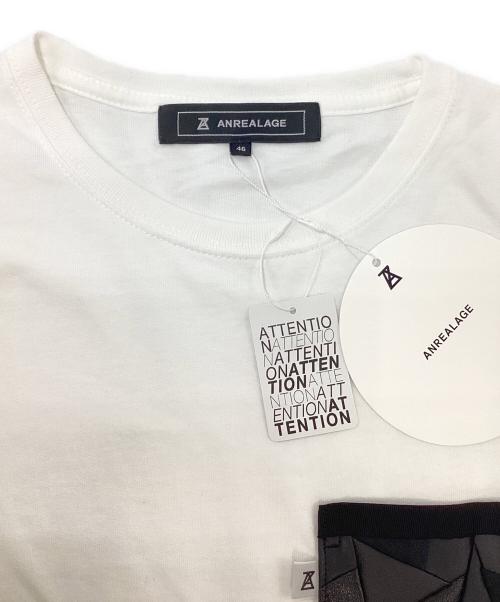 ANREALAGE
46
ANREALAGE
ATTENTIO
NATTENTIO
NATTENTI
ONATTEN
TIONATTE
NTIONATT
ENTIONAT
TENTION